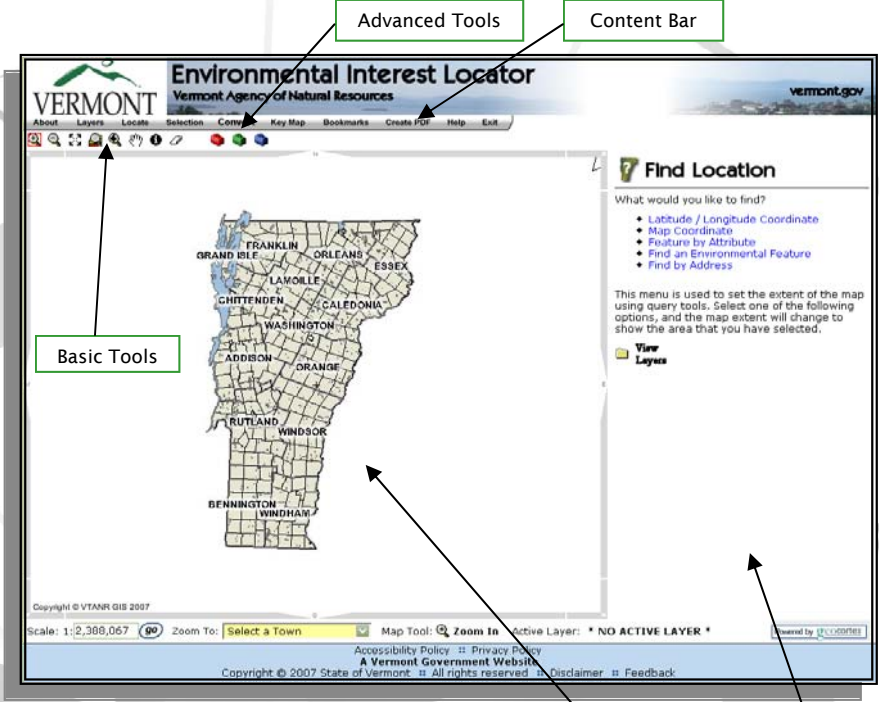 Advanced Tools
Content Bar
Environmental Interest Locator
Vermont Agency of Natural Resources
VERMONT
vermont.gov
About Layers Locate Selection Key Map Bookmarks Create PDF Help Exit
Find Location
What would you like to find?
Latitude / Longitude Coordinate
Map Coordinate
Feature by Attribute
Find an Environmental Feature
Find by Address
This menu is used to set the extent of the map
using query tools. Select one of the following
options, and the map extent will change to
show the area that you have selected.
View
Layers
FRANKLIN
GRAND ISLE
ORLEANS
ESSEX
LAMOILLE
CHITTENDEN
CALEDONIA
WASHINGTON
Basic Tools
ADDISON
ORANGE
RUTLAND
WINDSOR
BENNINGTON
WINDHAM
Copyright © VTANR GIS 2007
Scale: 1: 2,388,067 go Zoom To: Select a Town Map Tool: Zoom In Active Layer: * NO ACTIVE LAYER * Powered by
Accessibility Policy :: Privacy Policy
A Vermont Government Website
Copyright © 2007 State of Vermont :: All rights reserved :: Disclaimer :: Feedback